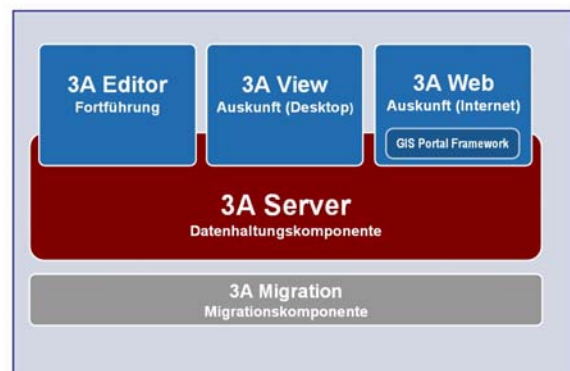 3A Editor
Fortführung
3A View
Auskunft (Desktop)
3A Web
Auskunft (Internet)
GIS Portal Framework
3A Server
Datenhaltungskomponente
3A Migration
Migrationskomponente